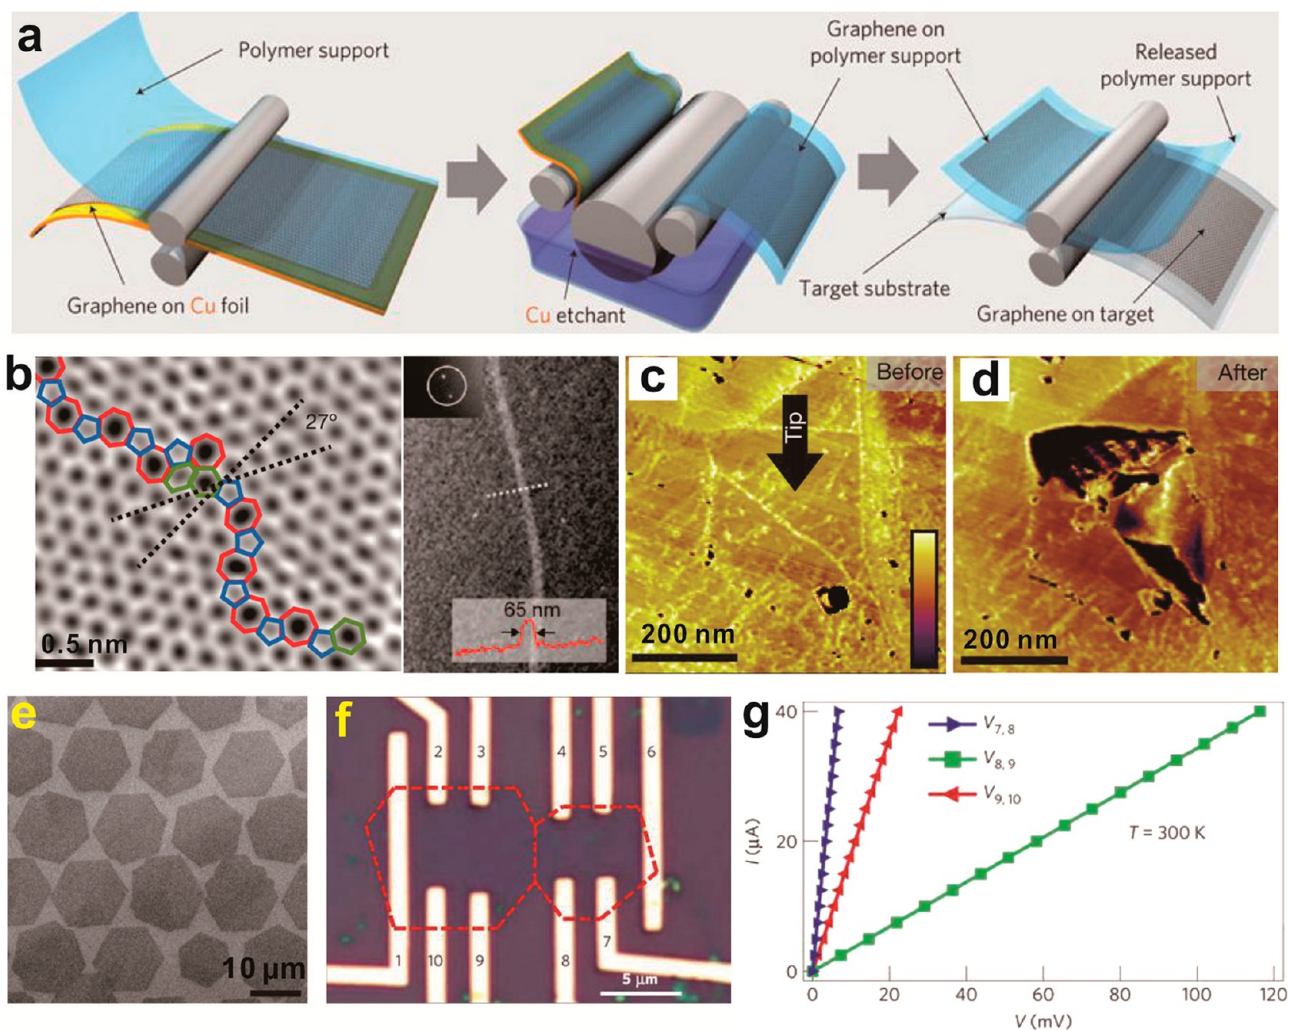 a
Polymer support
Graphene on Cu foil
Graphene on
polymer support
Cu etchant
Released
polymer support
Target substrate
Graphene on target
b
27°
0.5 nm
65 nm
c
Before
Tip
200 nm
d
After
200 nm
e
10 µm
f
2
3
4
5
6
1
10
9
8
7
5 µm
g
V7, 8
V8, 9
V9, 10
T = 300 K
I (µA)
40
20
0
0
20
40
60
80
100
120
V (mV)